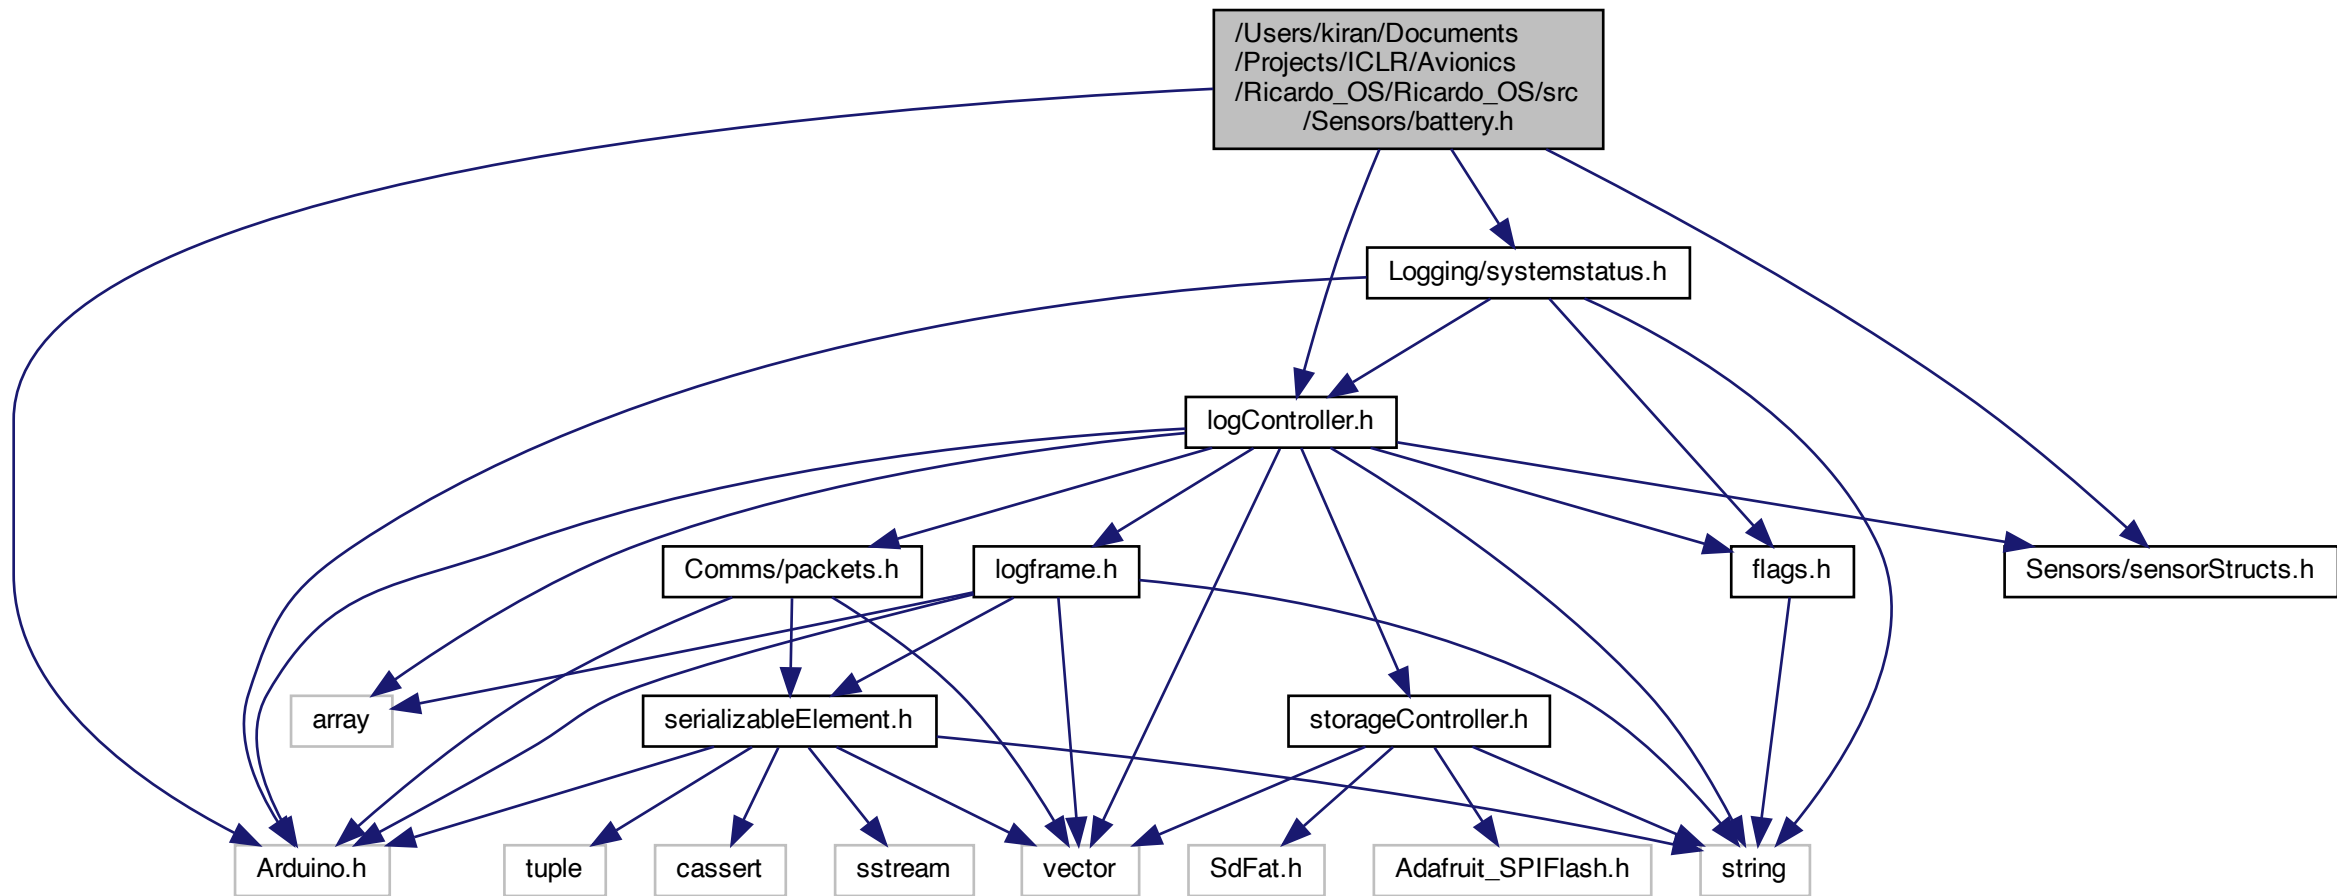 /Users/kiran/Documents
/Projects/ICLR/Avionics
/Ricardo_OS/Ricardo_OS/src
/Sensors/battery.h
Logging/systemstatus.h
logController.h
Comms/packets.h
logframe.h
flags.h
Sensors/sensorStructs.h
array
serializableElement.h
storageController.h
Arduino.h
tuple
cassert
sstream
vector
SdFat.h
Adafruit_SPIFlash.h
string